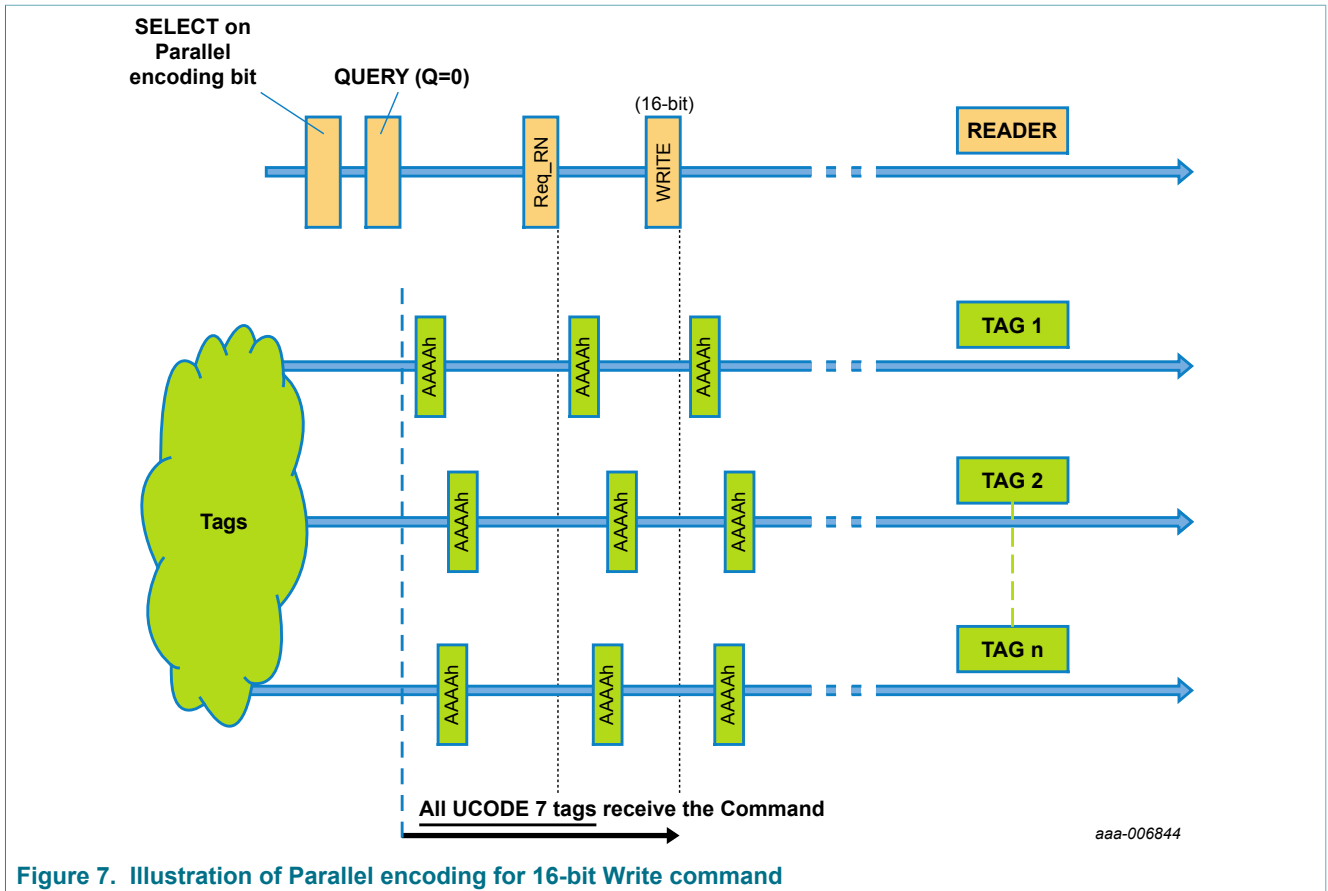 SELECT on
Parallel
encoding bit
QUERY (Q=0)
(16-bit)
Req_RN
WRITE
READER
AAAAh
AAAAh
AAAAh
TAG 1
Tags
AAAAh
AAAAh
AAAAh
TAG 2
AAAAh
AAAAh
AAAAh
TAG n
All UCODE 7 tags receive the Command
aaa-006844
Figure 7. Illustration of Parallel encoding for 16-bit Write command